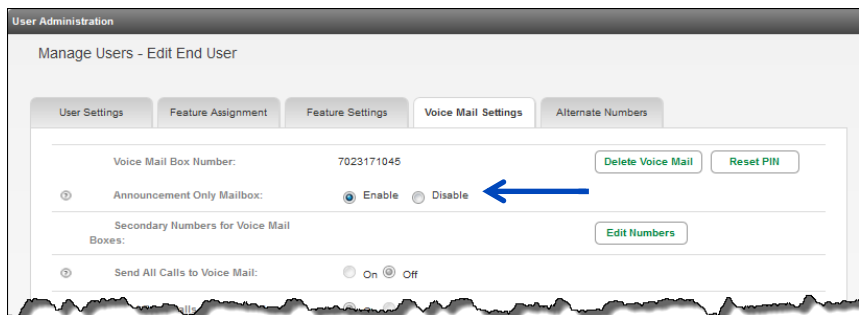 User Administration
Manage Users - Edit End User
User Settings Feature Assignment Feature Settings Voice Mail Settings Alternate Numbers
Voice Mail Box Number: 7023171045 Delete Voice Mail Reset PIN
Announcement Only Mailbox: Enable Disable
Secondary Numbers for Voice Mail
Boxes: Edit Numbers
Send All Calls to Voice Mail: On Off